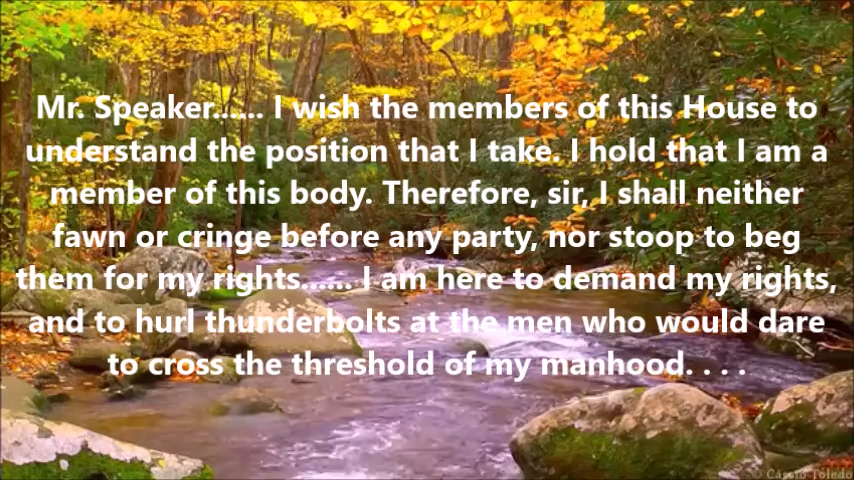 Mr. Speaker...... I wish the members of this House to
understand the position that I take. I hold that I am a
member of this body. Therefore, sir, I shall neither
fawn or cringe before any party, nor stoop to beg
them for my rights...... I am here to demand my rights,
and to hurl thunderbolts at the men who would dare
to cross the threshold of my manhood. . . .
© Cássio Toledo